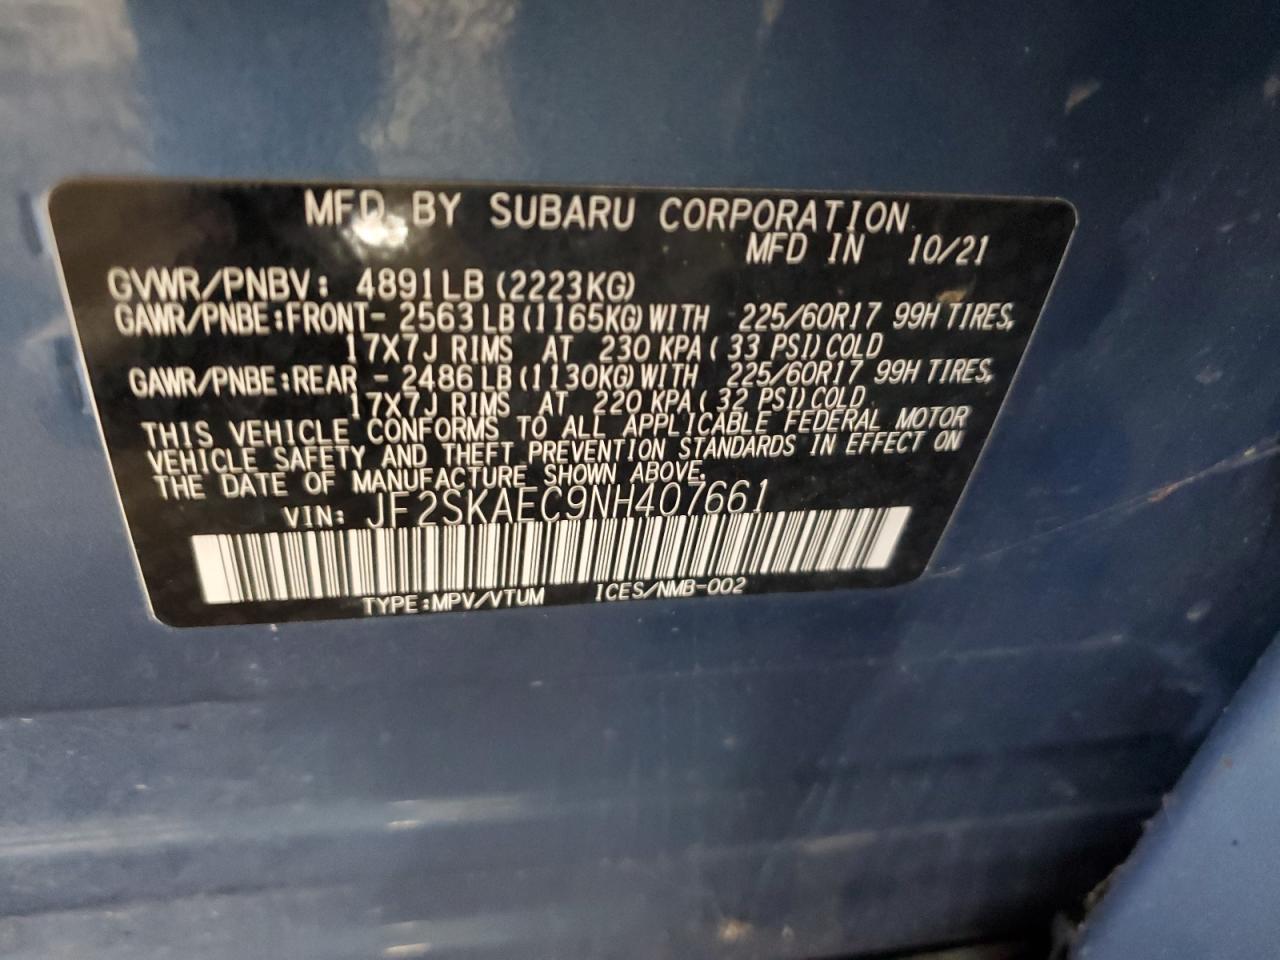 MFD. BY SUBARU CORPORATION
MFD IN 10/21
GVWR/PNBV: 4891LB (2223KG)
GAWR/PNBE:FRONT- 2563 LB (1165KG) WITH 225/60R17 99H TIRES,
17X7J RIMS AT 230 KPA( 33 PSI) COLD
GAWR/PNBE:REAR - 2486 LB (1130KG) WITH 225/60R17 99H TIRES,
17X7J RIMS AT 220 KPA( 32 PSI) COLD
THIS VEHICLE CONFORMS TO ALL APPLICABLE FEDERAL MOTOR
VEHICLE SAFETY AND THEFT PREVENTION STANDARDS IN EFFECT ON
THE DATE OF MANUFACTURE SHOWN ABOVE.
VIN: JF2SKAEC9NH407661
TYPE:MPV/VTUM ICES/NMB-002